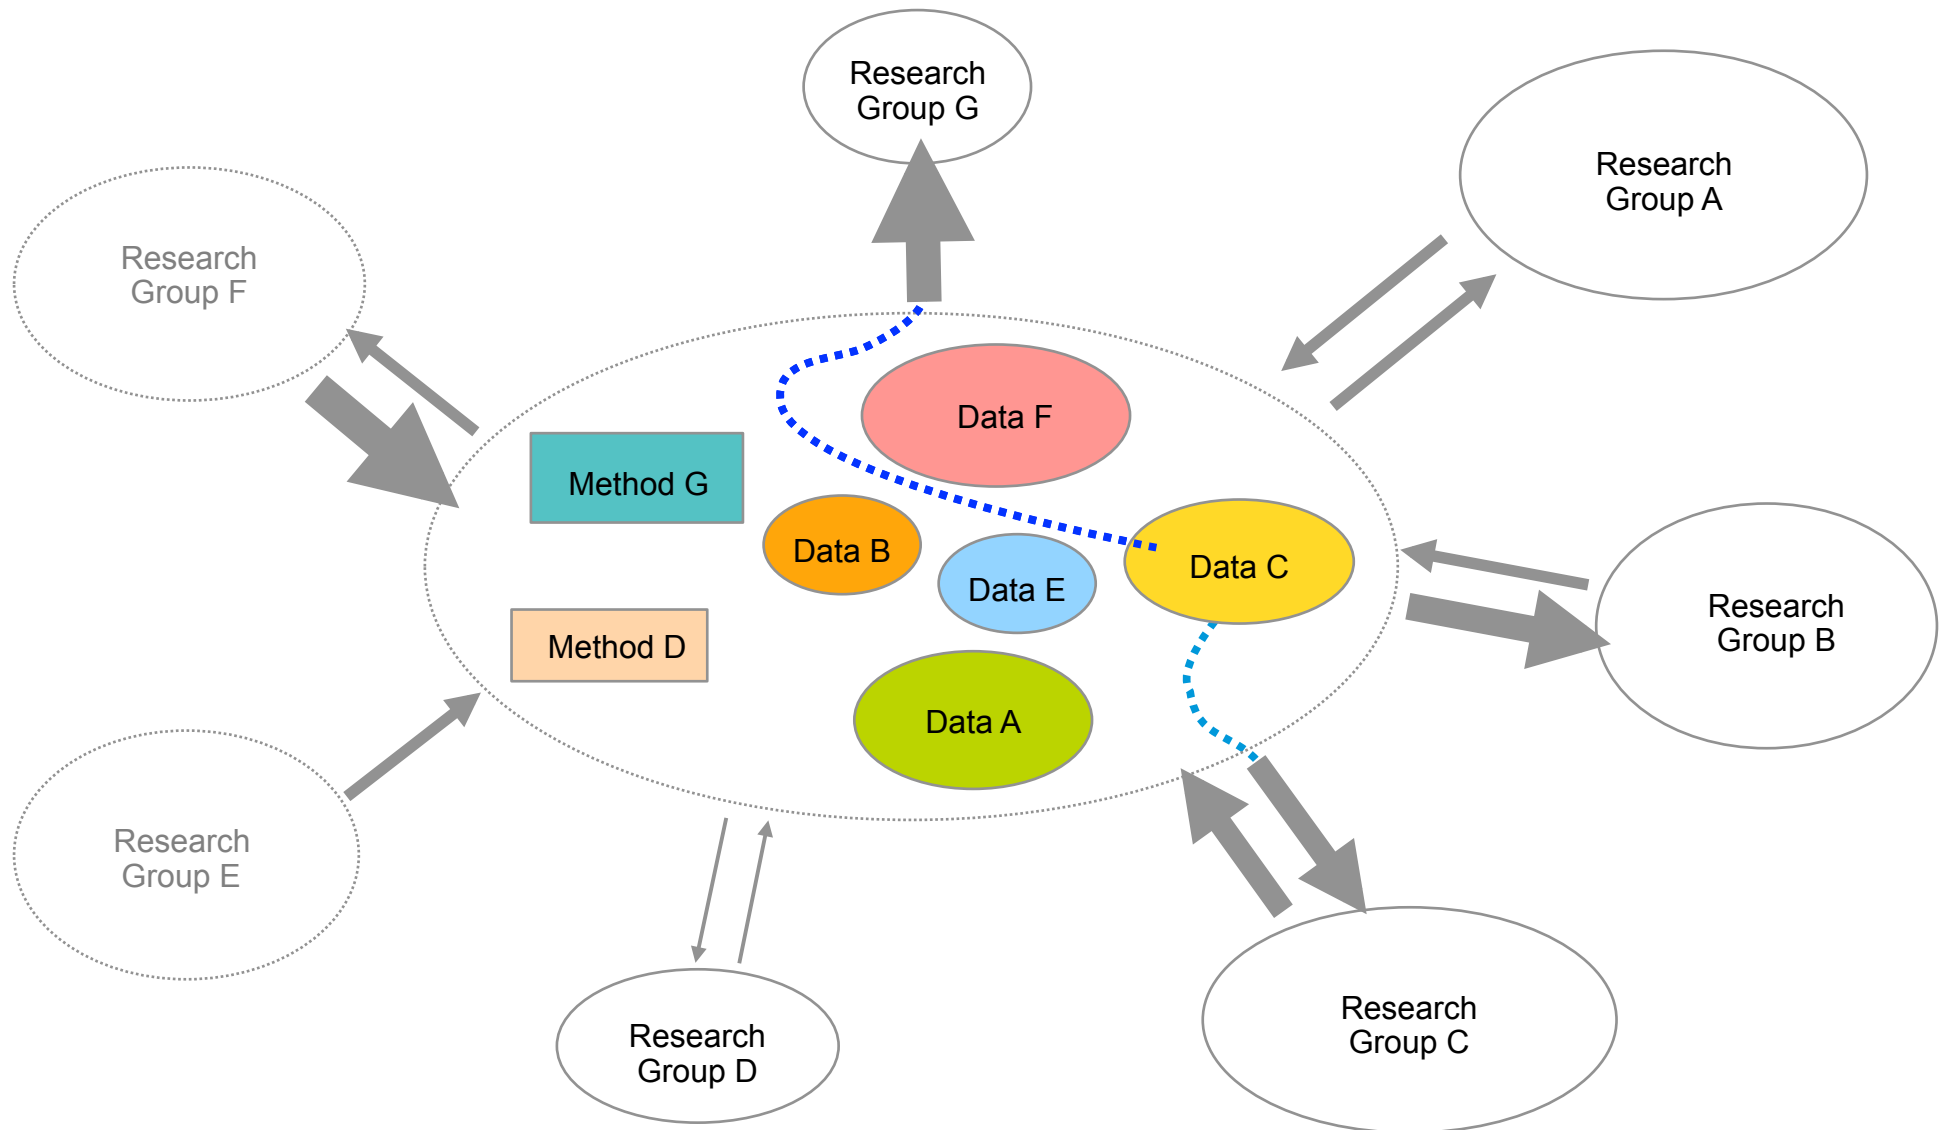 Research
Group G
Research
Group A
Research
Group F
Data F
Method G
Data B
Data E
Data C
Research
Group B
Method D
Data A
Research
Group E
Research
Group D
Research
Group C